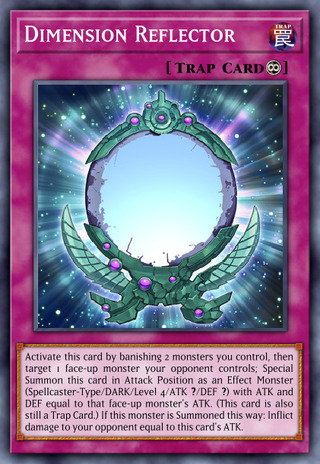 DIMENSION REFLECTOR
TRAP
罠
[ TRAP CARD ]
Activate this card by banishing 2 monsters you control, then
target 1 face-up monster your opponent controls; Special
Summon this card in Attack Position as an Effect Monster
(Spellcaster-Type/DARK/Level 4/ATK ?/DEF ?) with ATK and
DEF equal to that face-up monster's ATK. (This card is also
still a Trap Card.) If this monster is Summoned this way: Inflict
damage to your opponent equal to this card's ATK.